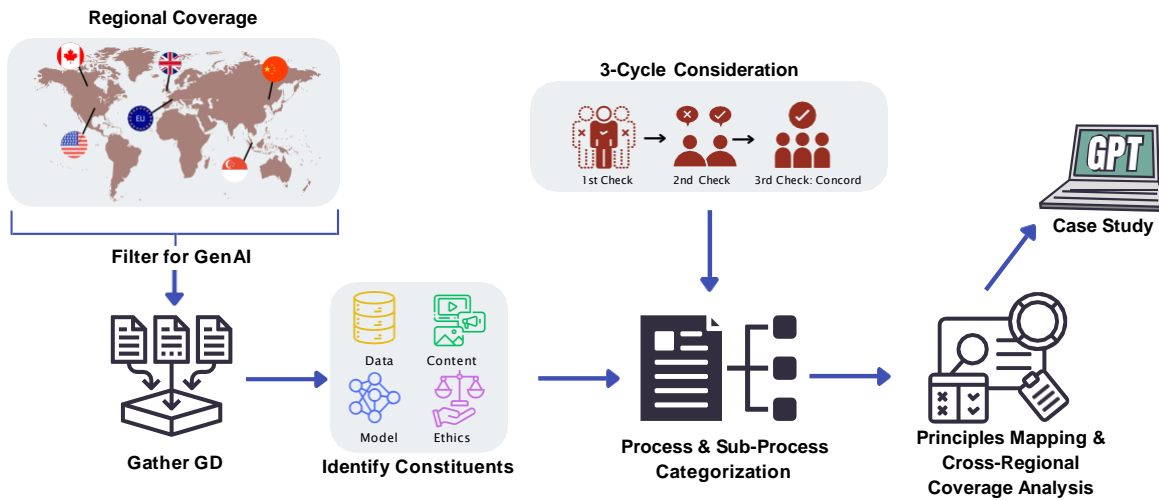 Regional Coverage
EU
Filter for GenAI
Gather GD
Data
Content
Model
Ethics
Identify Constituents
3-Cycle Consideration
1st Check
2nd Check
3rd Check: Concord
Process & Sub-Process
Categorization
Principles Mapping &
Cross-Regional
Coverage Analysis
GPT
Case Study